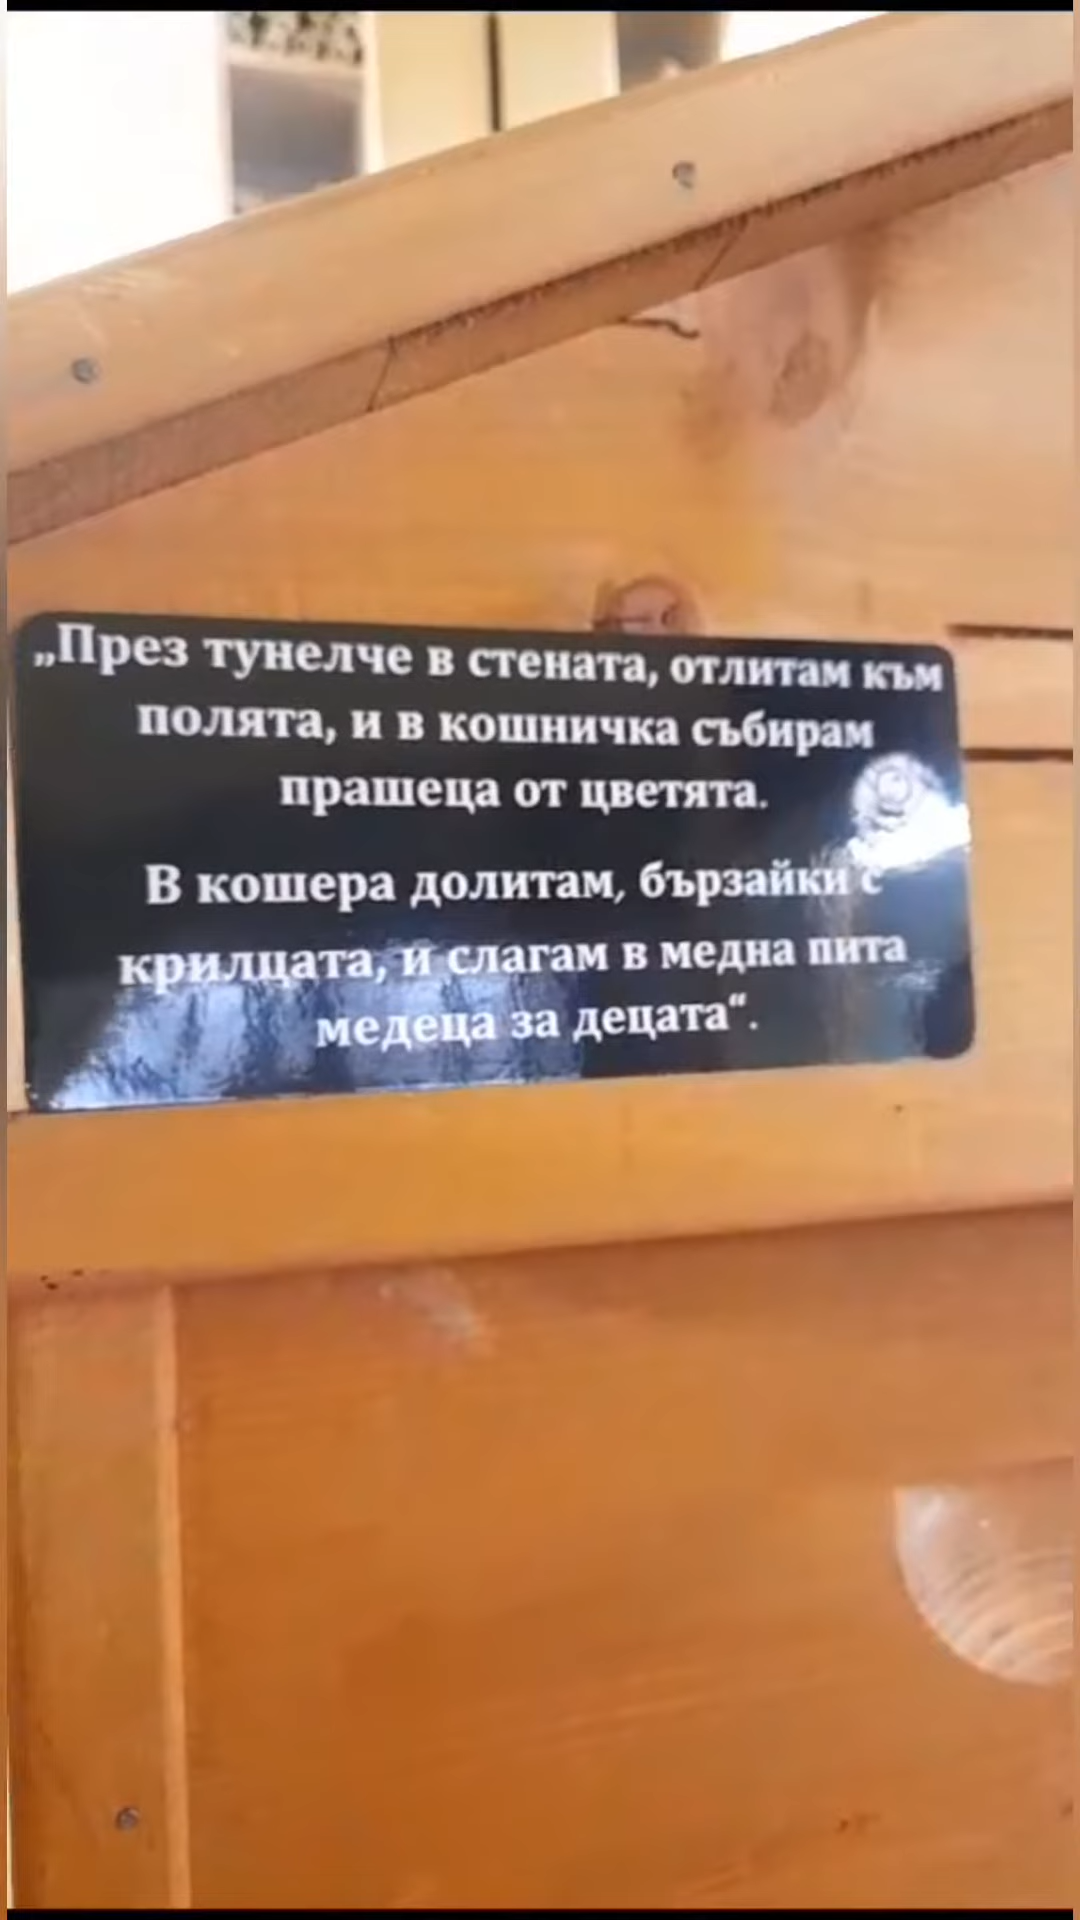 „През тунелче в стената, отлитам към
полята, и в кошничка събирам
прашеца от цветята.
В кошера долитам, бързайки с
крилцата, и слагам в медна пита
медеца за децата“.